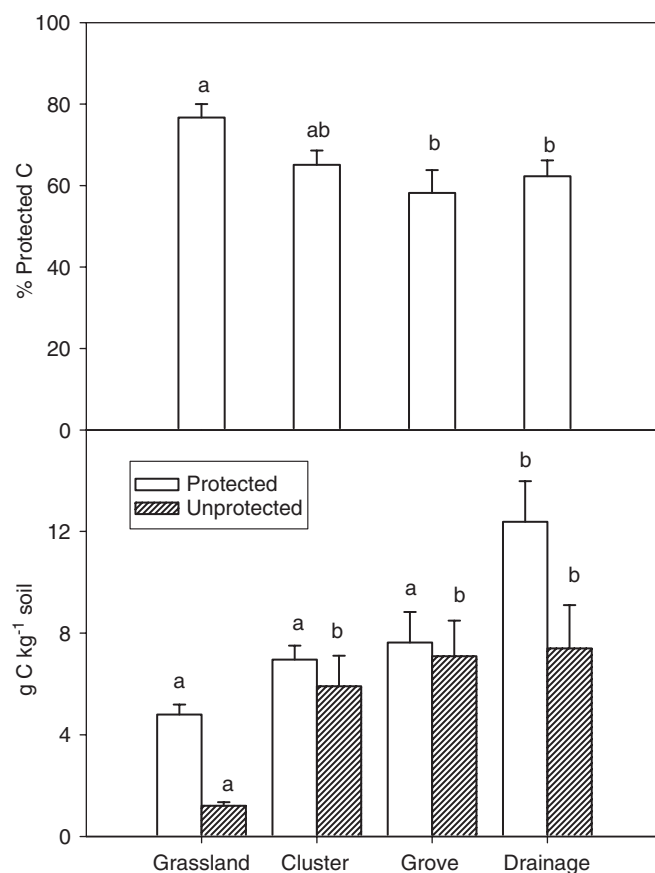 100
80
60
40
20
0
% Protected C
a
ab
b
b
12
8
4
0
g C kg⁻¹ soil
Protected
Unprotected
a
a
a
b
a
b
b
b
Grassland
Cluster
Grove
Drainage